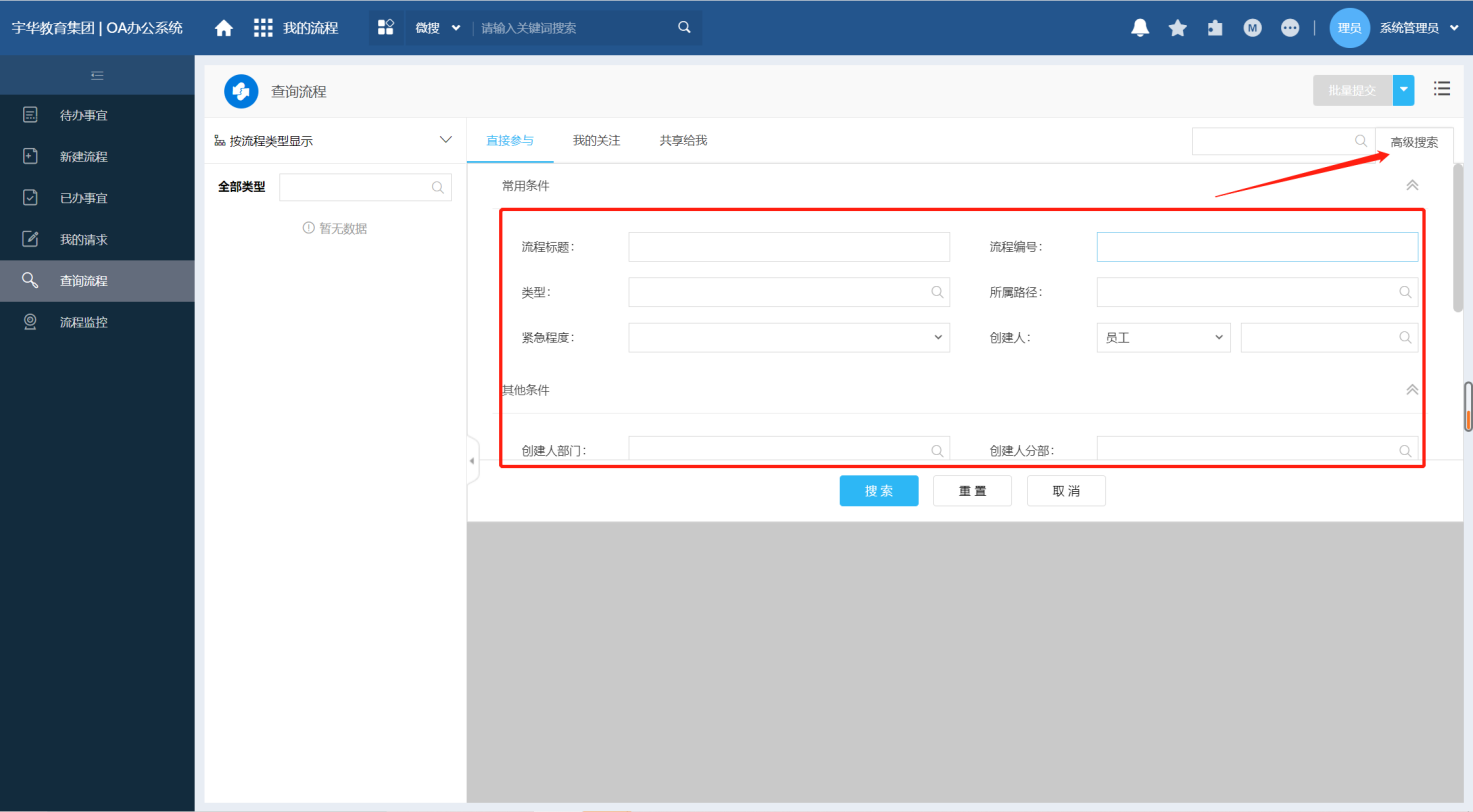 宇华教育集团 | OA办公系统
我的流程
微搜
请输入关键词搜索
M
理员
系统管理员
待办事宜
新建流程
已办事宜
我的请求
查询流程
流程监控
查询流程
批量提交
按流程类型显示
全部类型
暂无数据
直接参与
我的关注
共享给我
高级搜索
常用条件
流程标题：
流程编号：
类型：
所属路径：
紧急程度：
创建人：
员工
其他条件
创建人部门：
创建人分部：
搜 索
重 置
取 消